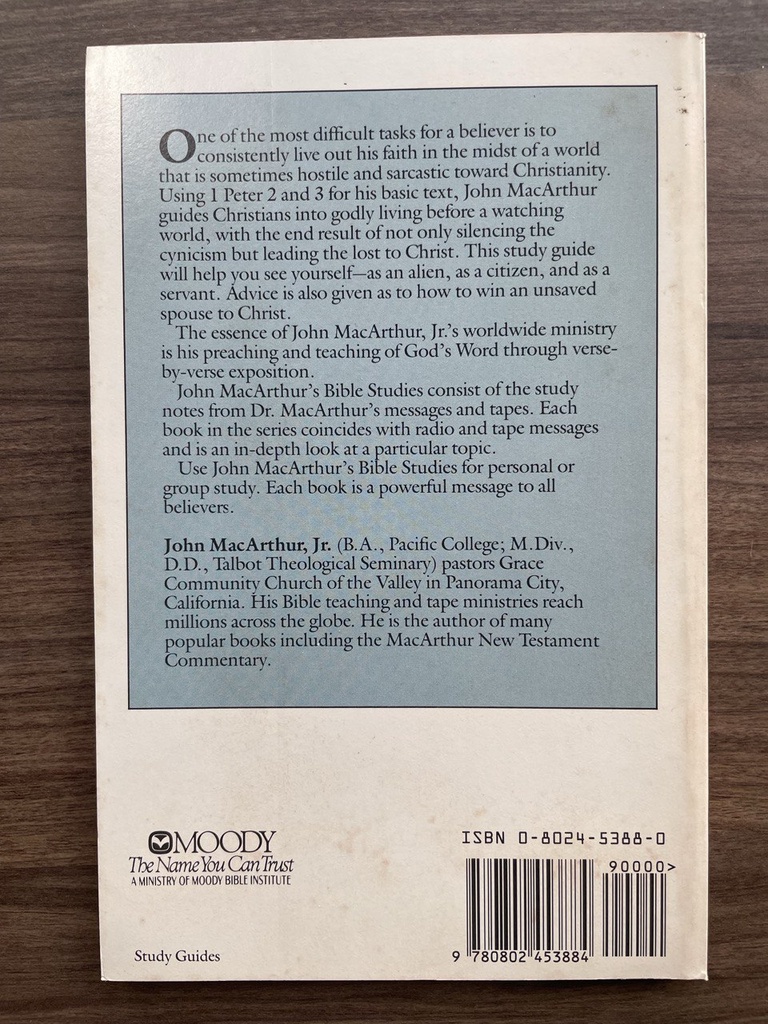 One of the most difficult tasks for a believer is to
consistently live out his faith in the midst of a world
that is sometimes hostile and sarcastic toward Christianity.
Using 1 Peter 2 and 3 for his basic text, John MacArthur
guides Christians into godly living before a watching
world, with the end result of not only silencing the
cynicism but leading the lost to Christ. This study guide
will help you see yourself—as an alien, as a citizen, and as a
servant. Advice is also given as to how to win an unsaved
spouse to Christ.
The essence of John MacArthur, Jr.'s worldwide ministry
is his preaching and teaching of God's Word through verse-
by-verse exposition.
John MacArthur's Bible Studies consist of the study
notes from Dr. MacArthur's messages and tapes. Each
book in the series coincides with radio and tape messages
and is an in-depth look at a particular topic.
Use John MacArthur's Bible Studies for personal or
group study. Each book is a powerful message to all
believers.
John MacArthur, Jr. (B.A., Pacific College; M.Div.,
D.D., Talbot Theological Seminary) pastors Grace
Community Church of the Valley in Panorama City,
California. His Bible teaching and tape ministries reach
millions across the globe. He is the author of many
popular books including the MacArthur New Testament
Commentary.
MOODY
The Name You Can Trust
A MINISTRY OF MOODY BIBLE INSTITUTE
Study Guides
ISBN 0-8024-5388-0
90000>
9 780802 453884